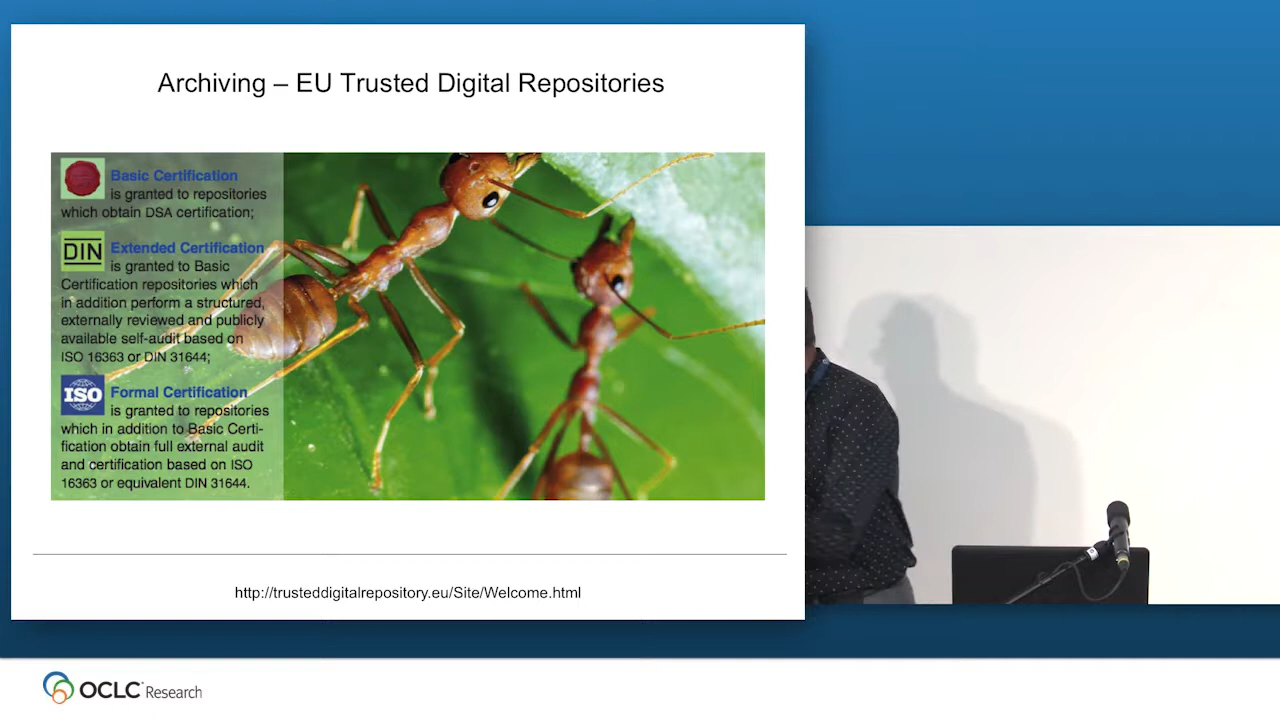 Archiving – EU Trusted Digital Repositories
Basic Certification
is granted to repositories
which obtain DSA certification;
DIN
Extended Certification
is granted to Basic
Certification repositories which
in addition perform a structured,
externally reviewed and publicly
available self-audit based on
ISO 16363 or DIN 31644;
ISO
Formal Certification
is granted to repositories
which in addition to Basic Certi-
fication obtain full external audit
and certification based on ISO
16363 or equivalent DIN 31644.
http://trusteddigitalrepository.eu/Site/Welcome.html
OCLC Research